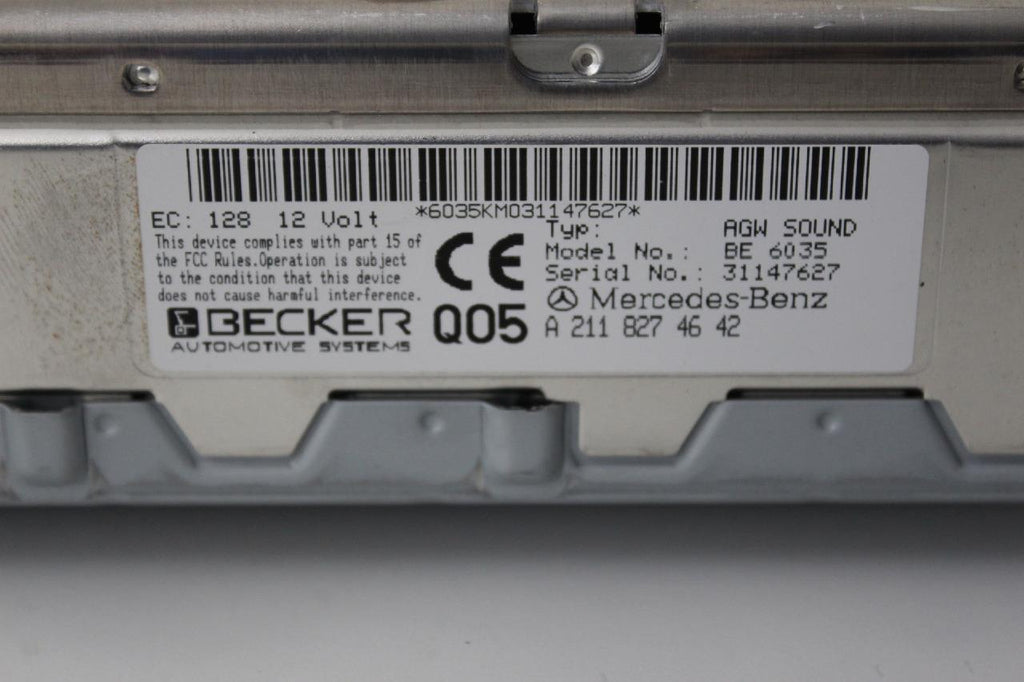 *6035KM031147627*
EC: 128 12 Volt
This device complies with part 15 of
the FCC Rules.Operation is subject
to the condition that this device
does not cause harmful interference.
BECKER
AUTOMOTIVE SYSTEMS
CE
Q05
Typ: AGW SOUND
Model No.: BE 6035
Serial No.: 31147627
Mercedes-Benz
A 211 827 46 42